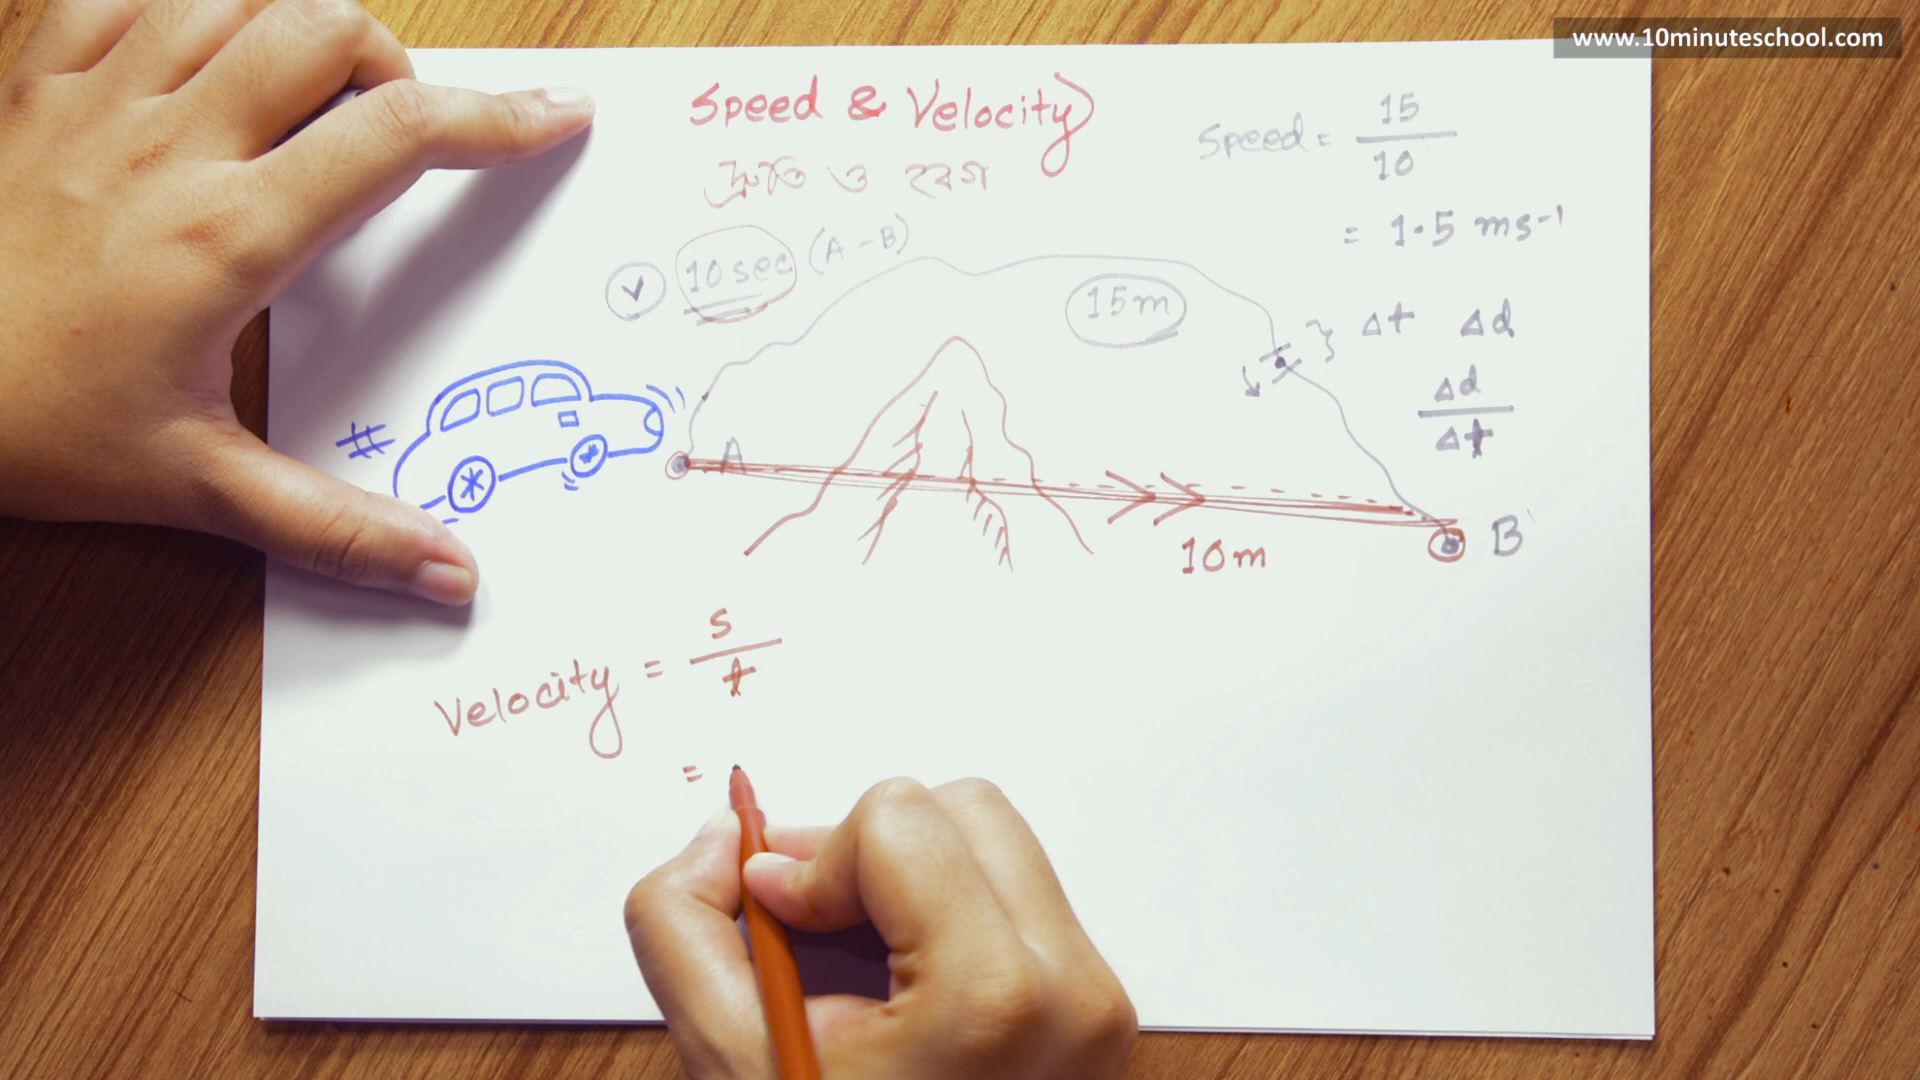 www.10minuteschool.com
Speed & Velocity
দ্রুতি ও বেগ
Speed = 15/10
= 1.5 ms⁻¹
10 sec (A - B)
15m
Δt Δd
Δd/Δt
A
B
10m
Velocity = s/t
=